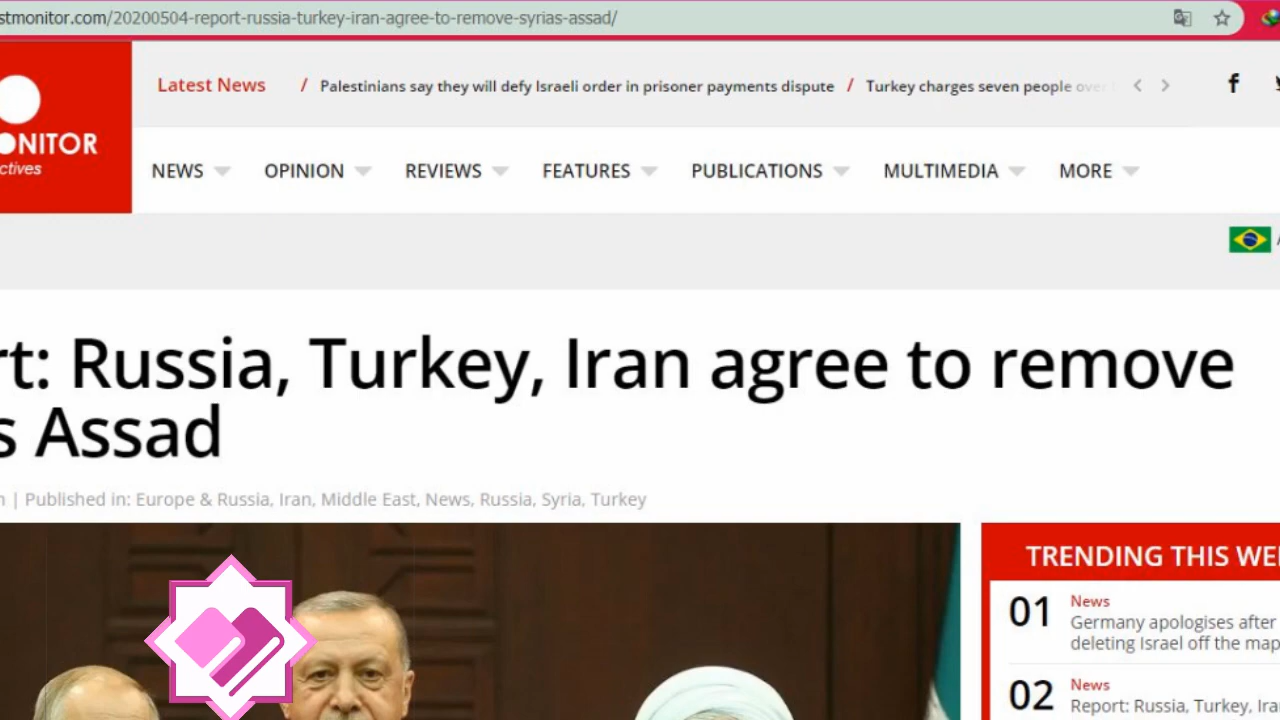 stmonitor.com/20200504-report-russia-turkey-iran-agree-to-remove-syrias-assad/
Latest News / Palestinians say they will defy Israeli order in prisoner payments dispute / Turkey charges seven people over
ONITOR
ctives
NEWS OPINION REVIEWS FEATURES PUBLICATIONS MULTIMEDIA MORE
rt: Russia, Turkey, Iran agree to remove
s Assad
n | Published in: Europe & Russia, Iran, Middle East, News, Russia, Syria, Turkey
TRENDING THIS WE
01 News
Germany apologises after
deleting Israel off the map
02 News
Report: Russia, Turkey, Ira